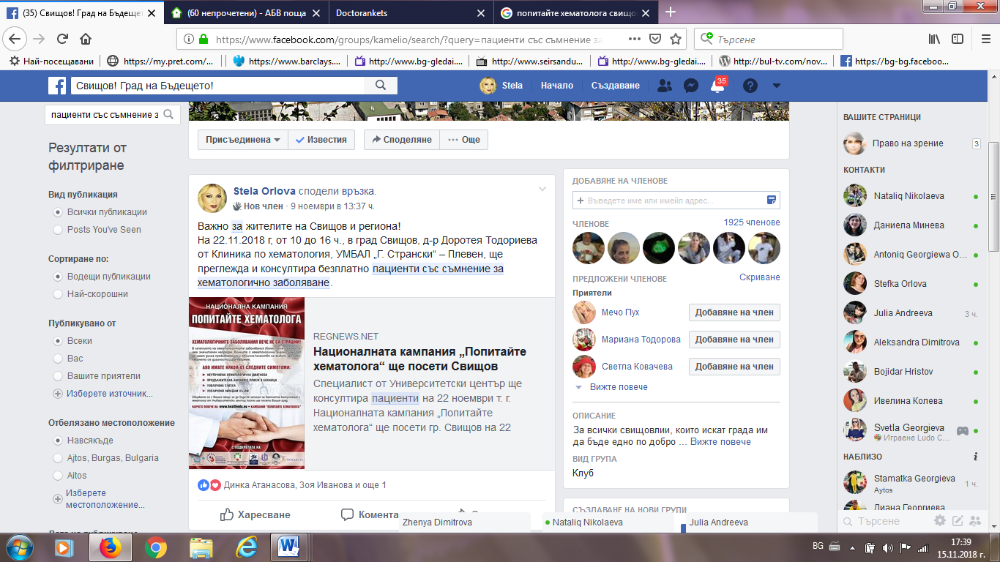 (35) Свищов! Град на Бъдещето!
(60 непрочетени) - АБВ поща
Doctorankets
попитайте хематолога свищов
https://www.facebook.com/groups/kamelio/search/?query=пациенти със съмнение за
Търсене
Най-посещавани
https://my.pret.com/...
https://www.barclays....
http://www.bg-gledai....
http://www.seirsandu...
http://www.bg-gledai....
http://bul-tv.com/nov...
https://bg-bg.faceboo...
Свищов! Град на Бъдещето!
Stela
Начало
Създаване
35
пациенти със съмнение з
Резултати от
филтриране
Вид публикация
Всички публикации
Posts You've Seen
Сортиране по:
Водещи публикации
Най-скорошни
Публикувано от
Всеки
Вас
Вашите приятели
Изберете източник...
Отбелязано местоположение
Навсякъде
Ajtos, Burgas, Bulgaria
Aitos
Изберете
местоположение...
Присъединена
Известия
Споделяне
Още
Stela Orlova сподели връзка.
Нов член · 9 ноември в 13:37 ч.
Важно за жителите на Свищов и региона!
На 22.11.2018 г, от 10 до 16 ч., в град Свищов, д-р Доротея Тодориева
от Клиника по хематология, УМБАЛ „Г. Странски“ – Плевен, ще
преглежда и консултира безплатно пациенти със съмнение за
хематологично заболяване.
НАЦИОНАЛНА КАМПАНИЯ
ПОПИТАЙТЕ ХЕМАТОЛОГА
ХЕМАТОЛОГИЧНИТЕ ЗАБОЛЯВАНИЯ ВЕЧЕ НЕ СА СТРАШНИ!
АКО ИМАТЕ НЯКОЙ ОТ СЛЕДНИТЕ СИМПТОМИ:
С ПОДКРЕПАТА НА:
REGNEWS.NET
Националната кампания „Попитайте
хематолога“ ще посети Свищов
Специалист от Университетски център ще
консултира пациенти на 22 ноември т. г.
Националната кампания „Попитайте
хематолога“ ще посети гр. Свищов на 22
Динка Атанасова, Зоя Иванова и още 1
Харесване
Комента
ДОБАВЯНЕ НА ЧЛЕНОВЕ
Въведете име или имейл адрес...
ЧЛЕНОВЕ
1925 членове
ПРЕДЛОЖЕНИ ЧЛЕНОВЕ
Скриване
Приятели
Мечо Пух
Добавяне на член
Мариана Тодорова
Добавяне на член
Светла Ковачева
Добавяне на член
Вижте повече
ОПИСАНИЕ
За всички свищовлии, които искат града им
да бъде едно по добро ... Вижте повече
ВИД ГРУПА
Клуб
СЪЗДАВАНЕ НА НОВИ ГРУПИ
ВАШИТЕ СТРАНИЦИ
Право на зрение
3
КОНТАКТИ
Nataliq Nikolaeva
Даниела Минева
Antoniq Georgiewa O...
Stefka Orlova
Julia Andreeva
3 ч.
Aleksandra Dimitrova
Bojidar Hristov
Ивелина Колева
Svetla Georgieva
Играене Ludo C...
НАБЛИЗО
Stamatka Georgieva
Aytos
1 ч.
Диана Георгиева
Търсене
Zhenya Dimitrova
Nataliq Nikolaeva
Julia Andreeva
BG
17:39
15.11.2018 г.